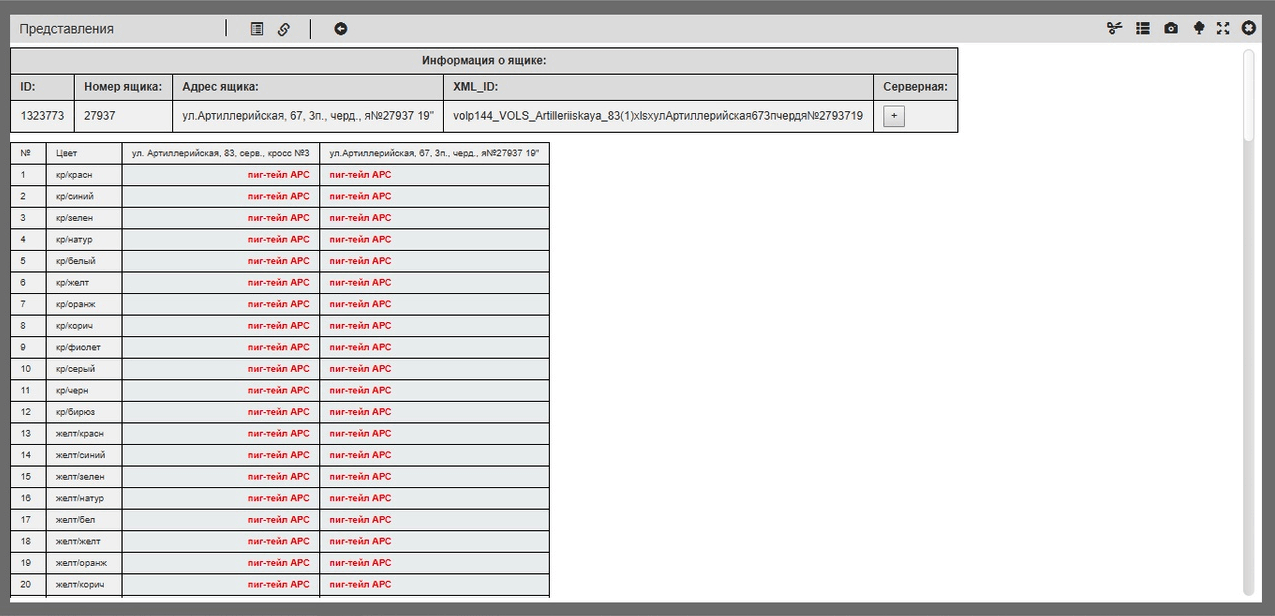 Представления
Информация о ящике:
ID: Номер ящика: Адрес ящика: XML_ID: Серверная:
1323773 27937 ул.Артиллерийская, 67, 3п., черд., я№27937 19" volp144_VOLS_Artilleriiskaya_83(1)xlsxулАртиллерийская673пчердя№2793719 +
№ Цвет ул. Артиллерийская, 83, серв., кросс №3 ул.Артиллерийская, 67, 3п., черд., я№27937 19"
1 кр/красн пиг-тейл APC пиг-тейл APC
2 кр/синий пиг-тейл APC пиг-тейл APC
3 кр/зелен пиг-тейл APC пиг-тейл APC
4 кр/натур пиг-тейл APC пиг-тейл APC
5 кр/белый пиг-тейл APC пиг-тейл APC
6 кр/желт пиг-тейл APC пиг-тейл APC
7 кр/оранж пиг-тейл APC пиг-тейл APC
8 кр/корич пиг-тейл APC пиг-тейл APC
9 кр/фиолет пиг-тейл APC пиг-тейл APC
10 кр/серый пиг-тейл APC пиг-тейл APC
11 кр/черн пиг-тейл APC пиг-тейл APC
12 кр/бирюз пиг-тейл APC пиг-тейл APC
13 желт/красн пиг-тейл APC пиг-тейл APC
14 желт/синий пиг-тейл APC пиг-тейл APC
15 желт/зелен пиг-тейл APC пиг-тейл APC
16 желт/натур пиг-тейл APC пиг-тейл APC
17 желт/бел пиг-тейл APC пиг-тейл APC
18 желт/желт пиг-тейл APC пиг-тейл APC
19 желт/оранж пиг-тейл APC пиг-тейл APC
20 желт/корич пиг-тейл APC пиг-тейл APC